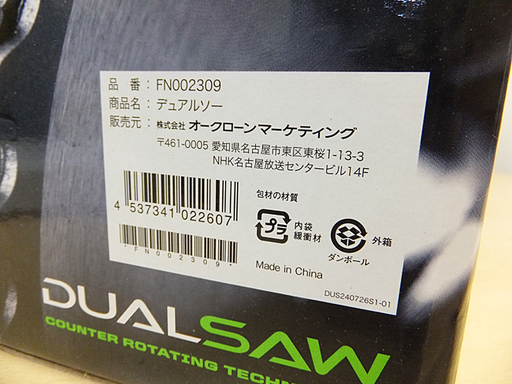 品 番：FN002309
商品名：デュアルソー
販売元：株式会社 オークローンマーケティング
〒461-0005 愛知県名古屋市東区東桜1-13-3
NHK名古屋放送センタービル14F
4 537341 022607
*FN002309*
包材の材質
プラ
内袋
緩衝材
外箱
ダンボール
Made in China
DUS240726S1-01
DUALSAW
COUNTER ROTATING TECHN